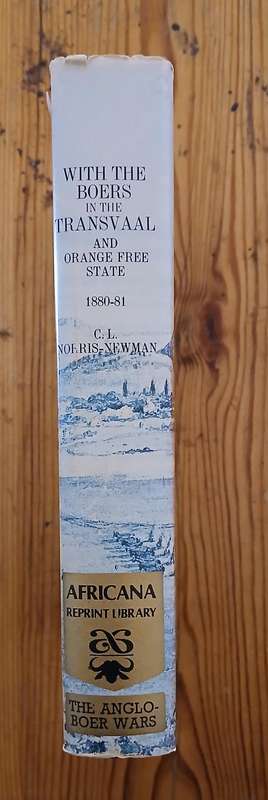 WITH THE
BOERS
IN THE
TRANSVAAL
AND
ORANGE FREE
STATE
1880-81
C. L.
NORRIS-NEWMAN
AFRICANA
REPRINT LIBRARY
THE ANGLO-
BOER WARS